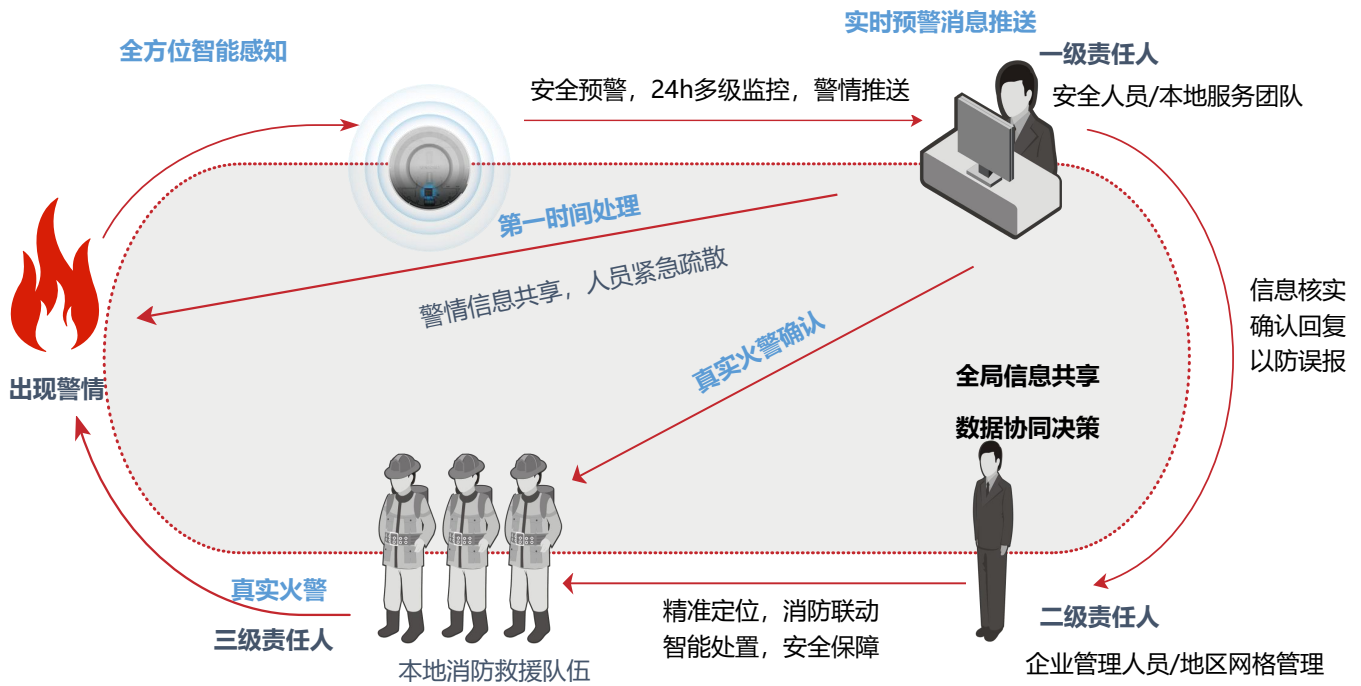 实时预警消息推送
全方位智能感知
一级责任人
安全预警，24h多级监控，警情推送
安全人员/本地服务团队
第一时间处理
警情信息共享，人员紧急疏散
信息核实
确认回复
以防误报
真实火警确认
全局信息共享
数据协同决策
出现警情
真实火警
三级责任人
精准定位，消防联动
智能处置，安全保障
二级责任人
本地消防救援队伍
企业管理人员/地区网格管理